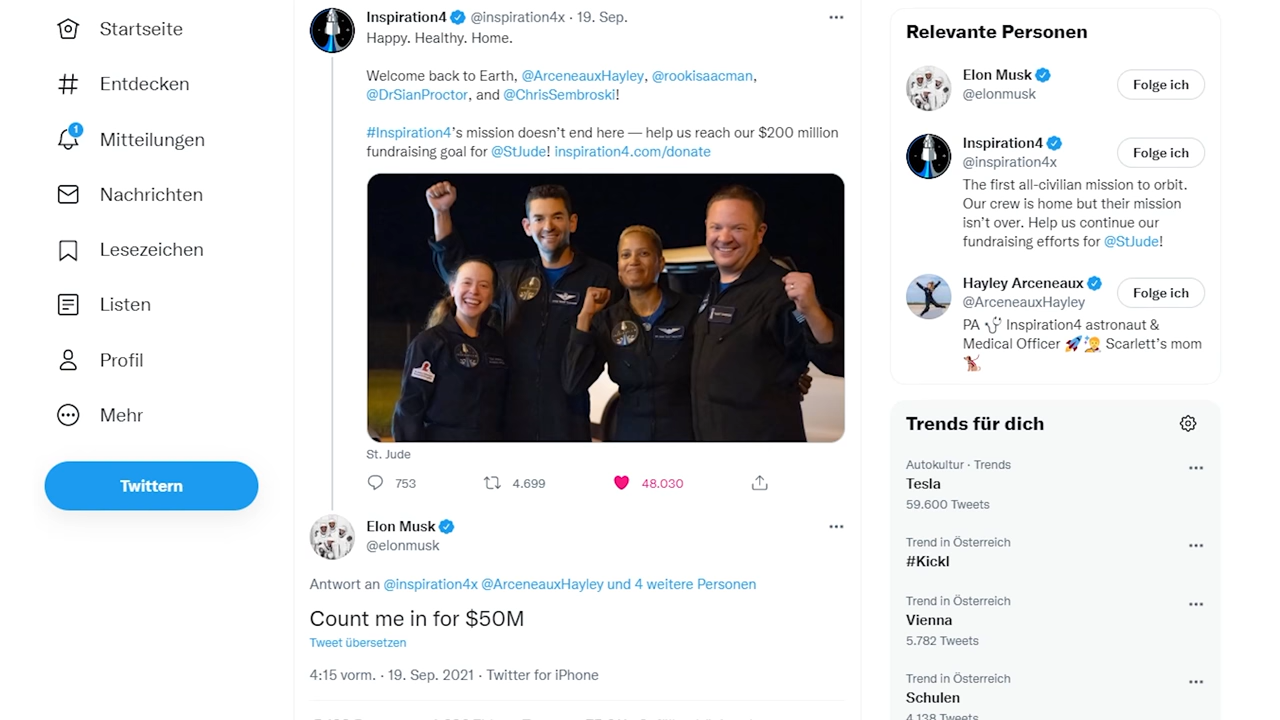 Startseite
Entdecken
1
Mitteilungen
Nachrichten
Lesezeichen
Listen
Profil
Mehr
Twittern
Inspiration4 @inspiration4x · 19. Sep.
Happy. Healthy. Home.
Welcome back to Earth, @ArceneauxHayley, @rookisaacman,
@DrSianProctor, and @ChrisSembroski!
#Inspiration4’s mission doesn’t end here — help us reach our $200 million
fundraising goal for @StJude! inspiration4.com/donate
St. Jude
753 4.699 48.030
Elon Musk
@elonmusk
Antwort an @inspiration4x @ArceneauxHayley und 4 weitere Personen
Count me in for $50M
Tweet übersetzen
4:15 vorm. · 19. Sep. 2021 · Twitter for iPhone
Relevante Personen
Elon Musk
@elonmusk
Folge ich
Inspiration4
@inspiration4x
Folge ich
The first all-civilian mission to orbit.
Our crew is home but their mission
isn’t over. Help us continue our
fundraising efforts for @StJude!
Hayley Arceneaux
@ArceneauxHayley
Folge ich
PA 🩺 Inspiration4 astronaut &
Medical Officer 🚀🧑‍🚀 Scarlett’s mom
🐕
Trends für dich
Autokultur · Trends
Tesla
59.600 Tweets
Trend in Österreich
#Kickl
Trend in Österreich
Vienna
5.782 Tweets
Trend in Österreich
Schulen
4.138 Tweets